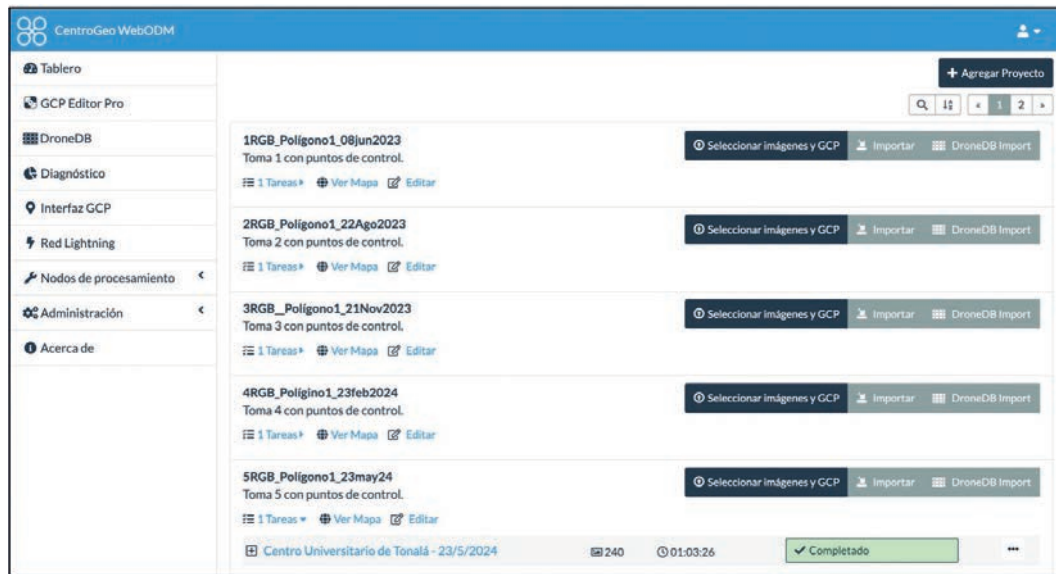 CentroGeo WebODM
Tablero
GCP Editor Pro
DroneDB
Diagnóstico
Interfaz GCP
Red Lightning
Nodos de procesamiento
Administración
Acerca de
+ Agregar Proyecto
« 1 2 »
1RGB_Polígono1_08jun2023
Seleccionar imágenes y GCP Importar DroneDB Import
Toma 1 con puntos de control.
1 Tareas Ver Mapa Editar
2RGB_Polígono1_22Ago2023
Seleccionar imágenes y GCP Importar DroneDB Import
Toma 2 con puntos de control.
1 Tareas Ver Mapa Editar
3RGB__Polígono1_21Nov2023
Seleccionar imágenes y GCP Importar DroneDB Import
Toma 3 con puntos de control.
1 Tareas Ver Mapa Editar
4RGB_Polígino1_23feb2024
Seleccionar imágenes y GCP Importar DroneDB Import
Toma 4 con puntos de control.
1 Tareas Ver Mapa Editar
5RGB_Polígono1_23may24
Seleccionar imágenes y GCP Importar DroneDB Import
Toma 5 con puntos de control.
1 Tareas Ver Mapa Editar
Centro Universitario de Tonalá - 23/5/2024 240 01:03:26 Completado